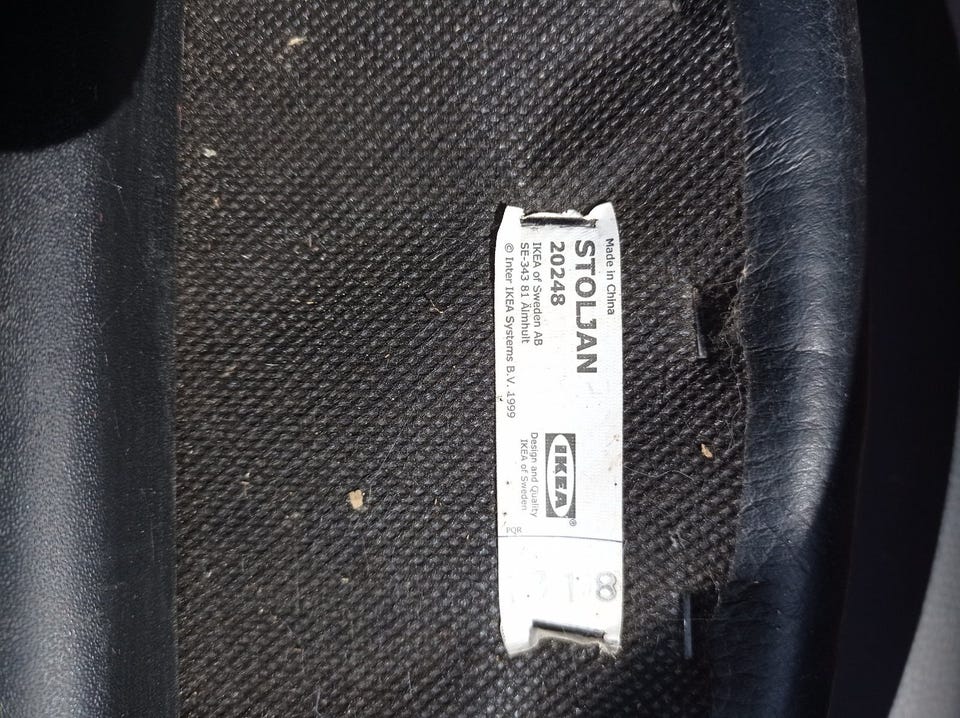 Made in China
STOLJAN
20248
IKEA of Sweden AB
SE-343 81 Älmhult
© Inter IKEA Systems B.V. 1999
IKEA®
Design and Quality
IKEA of Sweden
PQR